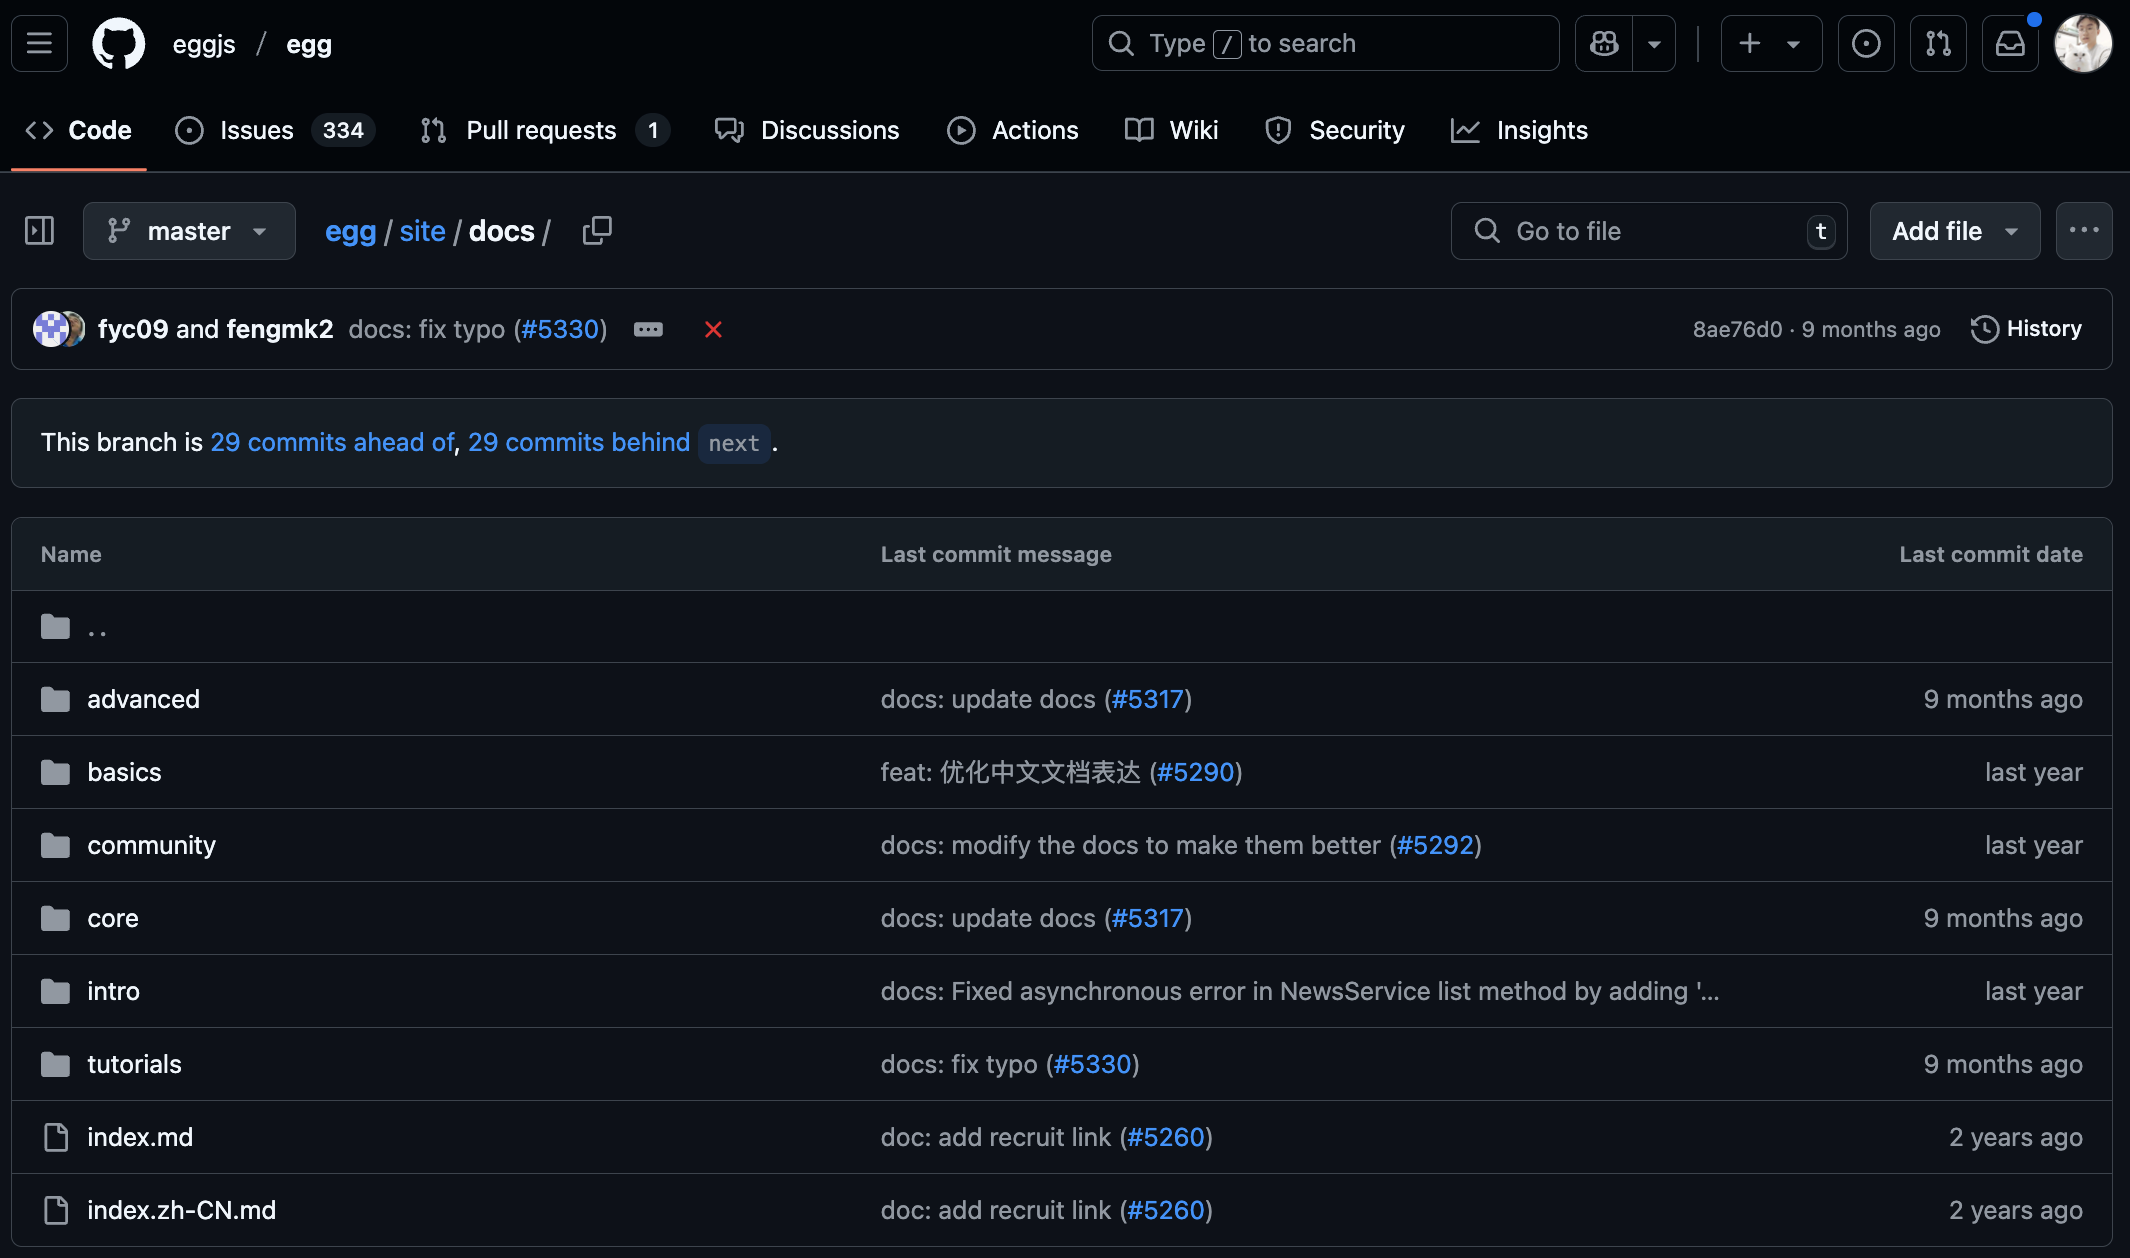 eggjs / egg
Type / to search
Code
Issues 334
Pull requests 1
Discussions
Actions
Wiki
Security
Insights
master
egg / site / docs /
Go to file t
Add file
fyc09 and fengmk2 docs: fix typo (#5330)
8ae76d0 · 9 months ago
History
This branch is 29 commits ahead of, 29 commits behind next .
Name Last commit message Last commit date
..
advanced docs: update docs (#5317) 9 months ago
basics feat: 优化中文文档表达 (#5290) last year
community docs: modify the docs to make them better (#5292) last year
core docs: update docs (#5317) 9 months ago
intro docs: Fixed asynchronous error in NewsService list method by adding '... last year
tutorials docs: fix typo (#5330) 9 months ago
index.md doc: add recruit link (#5260) 2 years ago
index.zh-CN.md doc: add recruit link (#5260) 2 years ago